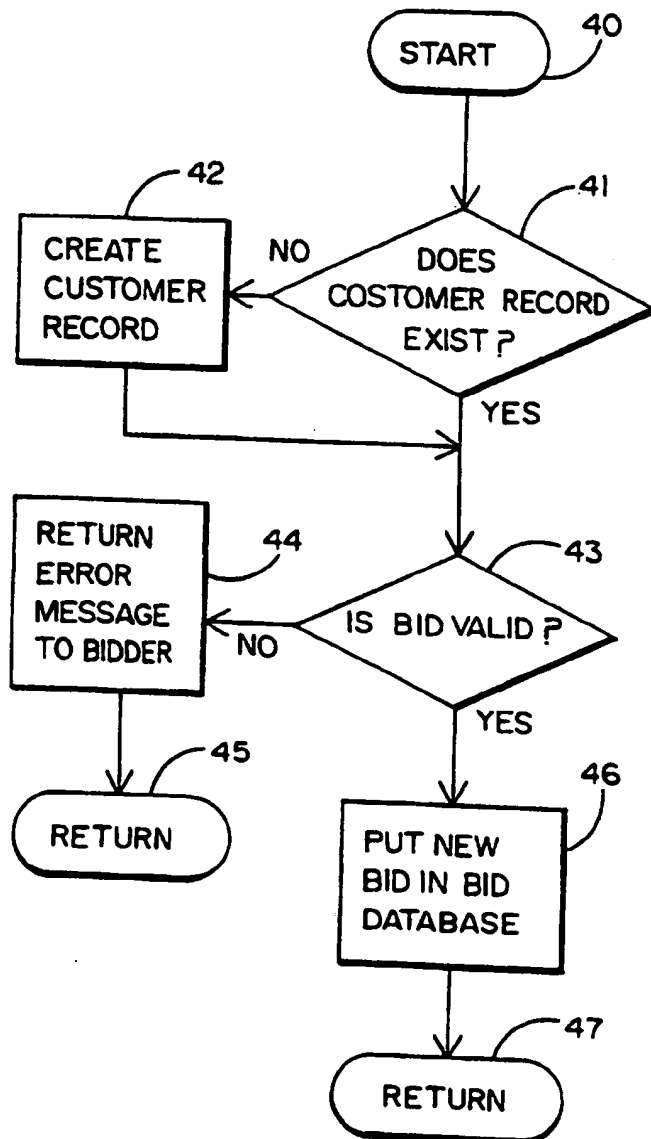 START
40
42
41
CREATE
CUSTOMER
RECORD
NO
DOES
COSTOMER RECORD
EXIST?
YES
RETURN
ERROR
MESSAGE
TO BIDDER
44
43
NO
IS BID VALID?
YES
45
RETURN
46
PUT NEW
BID IN BID
DATABASE
47
RETURN